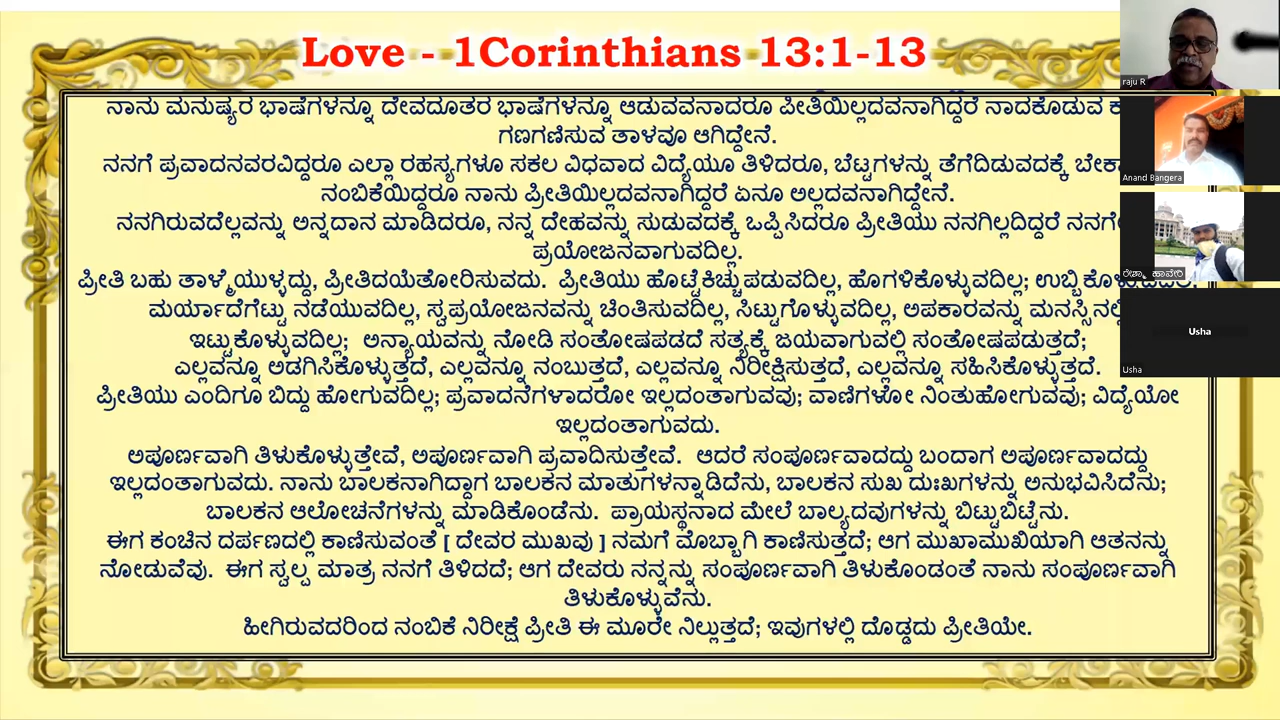 Love - 1Corinthians 13:1-13
ನಾನು ಮನುಷ್ಯರ ಭಾಷೆಗಳನ್ನೂ ದೇವದೂತರ ಭಾಷೆಗಳನ್ನೂ ಆಡುವವನಾದರೂ ಪೀತಿಯಿಲ್ಲದವನಾಗಿದ್ದರೆ ನಾದಕೊಡುವ
ಗಣಗಣಿಸುವ ತಾಳವೂ ಆಗಿದ್ದೇನೆ.
ನನಗೆ ಪ್ರವಾದನವರವಿದ್ದರೂ ಎಲ್ಲಾ ರಹಸ್ಯಗಳೂ ಸಕಲ ವಿಧವಾದ ವಿದ್ಯೆಯೂ ತಿಳಿದರೂ, ಬೆಟ್ಟಗಳನ್ನು ತೆಗೆದಿಡುವದಕ್ಕೆ
ನಂಬಿಕೆಯಿದ್ದರೂ ನಾನು ಪ್ರೀತಿಯಿಲ್ಲದವನಾಗಿದ್ದರೆ ಏನೂ ಅಲ್ಲದವನಾಗಿದ್ದೇನೆ.
ನನಗಿರುವದೆಲ್ಲವನ್ನು ಅನ್ನದಾನ ಮಾಡಿದರೂ, ನನ್ನ ದೇಹವನ್ನು ಸುಡುವದಕ್ಕೆ ಒಪ್ಪಿಸಿದರೂ ಪ್ರೀತಿಯು ನನಗಿಲ್ಲದಿದ್ದರೆ
ಪ್ರಯೋಜನವಾಗುವದಿಲ್ಲ.
ಪ್ರೀತಿ ಬಹು ತಾಳ್ಮೆಯುಳ್ಳದ್ದು, ಪ್ರೀತಿದಯೆತೋರಿಸುವದು. ಪ್ರೀತಿಯು ಹೊಟ್ಟೆಕಿಚ್ಚುಪಡುವದಿಲ್ಲ, ಹೊಗಳಿಕೊಳ್ಳುವದಿಲ್ಲ;
ಮರ್ಯಾದೆಗೆಟ್ಟು ನಡೆಯುವದಿಲ್ಲ, ಸ್ವಪ್ರಯೋಜನವನ್ನು ಚಿಂತಿಸುವದಿಲ್ಲ, ಸಿಟ್ಟುಗೊಳ್ಳುವದಿಲ್ಲ, ಅಪಕಾರವನ್ನು
ಇಟ್ಟುಕೊಳ್ಳುವದಿಲ್ಲ; ಅನ್ಯಾಯವನ್ನು ನೋಡಿ ಸಂತೋಷಪಡದೆ ಸತ್ಯಕ್ಕೆ ಜಯವಾಗುವಲ್ಲಿ ಸಂತೋಷಪಡುತ್ತದೆ;
ಎಲ್ಲವನ್ನೂ ಅಡಗಿಸಿಕೊಳ್ಳುತ್ತದೆ, ಎಲ್ಲವನ್ನೂ ನಂಬುತ್ತದೆ, ಎಲ್ಲವನ್ನೂ ನಿರೀಕ್ಷಿಸುತ್ತದೆ, ಎಲ್ಲವನ್ನೂ ಸಹಿಸಿಕೊಳ್ಳುತ್ತದೆ.
ಪ್ರೀತಿಯು ಎಂದಿಗೂ ಬಿದ್ದು ಹೋಗುವದಿಲ್ಲ; ಪ್ರವಾದನೆಗಳಾದರೋ ಇಲ್ಲದಂತಾಗುವವು; ವಾಣಿಗಳೋ ನಿಂತುಹೋಗುವವು; ವಿದ್ಯೆಯೋ
ಇಲ್ಲದಂತಾಗುವದು.
ಅಪೂರ್ಣವಾಗಿ ತಿಳುಕೊಳ್ಳುತ್ತೇವೆ, ಅಪೂರ್ಣವಾಗಿ ಪ್ರವಾದಿಸುತ್ತೇವೆ. ಆದರೆ ಸಂಪೂರ್ಣವಾದದ್ದು ಬಂದಾಗ ಅಪೂರ್ಣವಾದದ್ದು
ಇಲ್ಲದಂತಾಗುವದು. ನಾನು ಬಾಲಕನಾಗಿದ್ದಾಗ ಬಾಲಕನ ಮಾತುಗಳನ್ನಾಡಿದೆನು, ಬಾಲಕನ ಸುಖ ದುಃಖಗಳನ್ನು ಅನುಭವಿಸಿದೆನು;
ಬಾಲಕನ ಆಲೋಚನೆಗಳನ್ನು ಮಾಡಿಕೊಂಡೆನು. ಪ್ರಾಯಸ್ಥನಾದ ಮೇಲೆ ಬಾಲ್ಯದವುಗಳನ್ನು ಬಿಟ್ಟುಬಿಟ್ಟೆನು.
ಈಗ ಕಂಚಿನ ದರ್ಪಣದಲ್ಲಿ ಕಾಣಿಸುವಂತೆ [ ದೇವರ ಮುಖವು ] ನಮಗೆ ಮೊಬ್ಬಾಗಿ ಕಾಣಿಸುತ್ತದೆ; ಆಗ ಮುಖಾಮುಖಿಯಾಗಿ ಆತನನ್ನು
ನೋಡುವೆವು. ಈಗ ಸ್ವಲ್ಪ ಮಾತ್ರ ನನಗೆ ತಿಳಿದದೆ; ಆಗ ದೇವರು ನನ್ನನ್ನು ಸಂಪೂರ್ಣವಾಗಿ ತಿಳುಕೊಂಡಂತೆ ನಾನು ಸಂಪೂರ್ಣವಾಗಿ
ತಿಳುಕೊಳ್ಳುವೆನು.
ಹೀಗಿರುವದರಿಂದ ನಂಬಿಕೆ ನಿರೀಕ್ಷೆ ಪ್ರೀತಿ ಈ ಮೂರೇ ನಿಲ್ಲುತ್ತದೆ; ಇವುಗಳಲ್ಲಿ ದೊಡ್ಡದು ಪ್ರೀತಿಯೇ.
raju R
Anand Bangera
ಹಾವೇರಿ
Usha
Usha